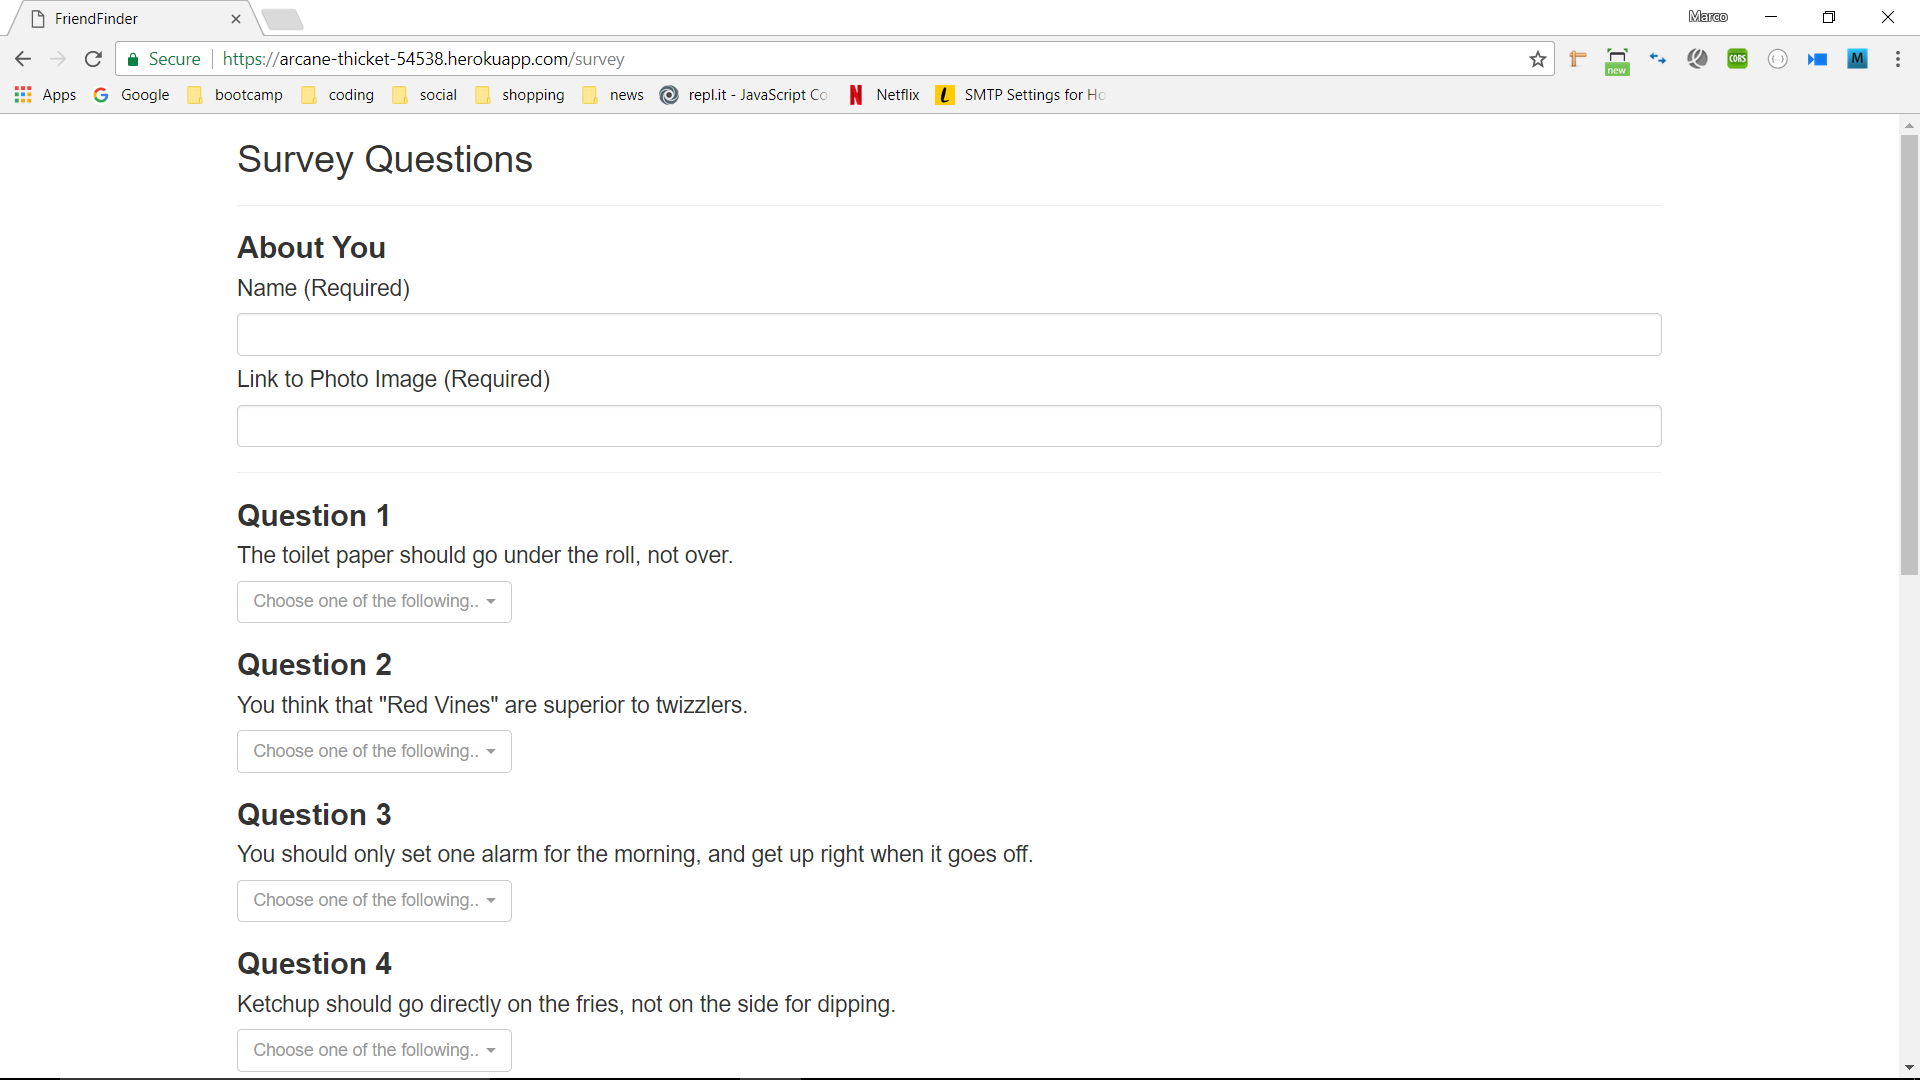 FriendFinder
Marco
Secure https://arcane-thicket-54538.herokuapp.com/survey
new
CORS
M
Apps Google bootcamp coding social shopping news repl.it - JavaScript Co Netflix SMTP Settings for Ho
Survey Questions
About You
Name (Required)
Link to Photo Image (Required)
Question 1
The toilet paper should go under the roll, not over.
Choose one of the following..
Question 2
You think that "Red Vines" are superior to twizzlers.
Choose one of the following..
Question 3
You should only set one alarm for the morning, and get up right when it goes off.
Choose one of the following..
Question 4
Ketchup should go directly on the fries, not on the side for dipping.
Choose one of the following..